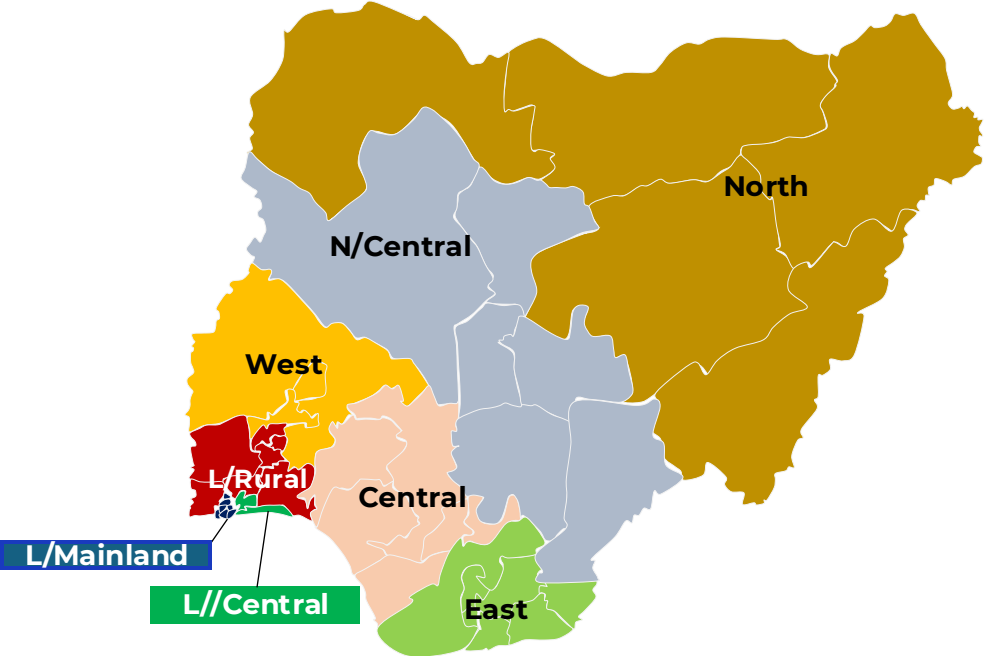 North
N/Central
West
L/Rural
Central
L/Mainland
L//Central
East